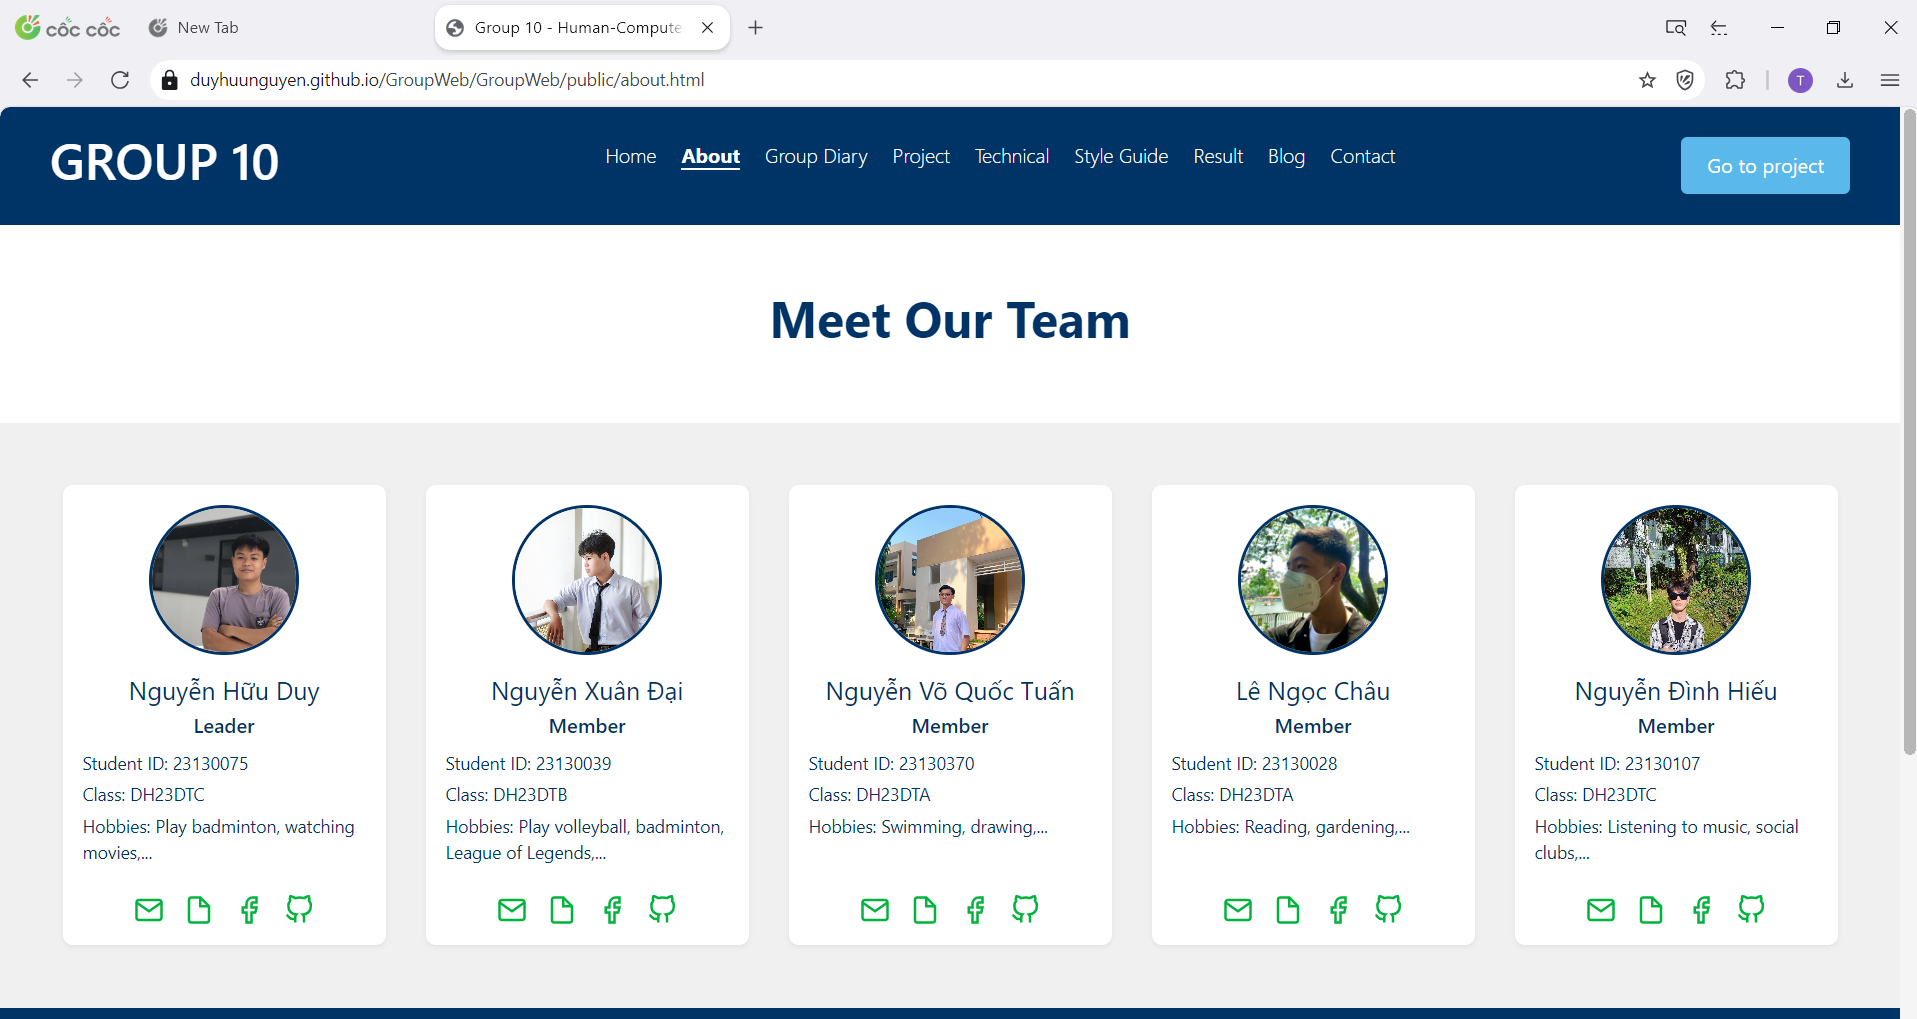 cốc cốc
New Tab
Group 10 - Human-Compute
duyhuunguyen.github.io/GroupWeb/GroupWeb/public/about.html
T
GROUP 10
Home About Group Diary Project Technical Style Guide Result Blog Contact
Go to project
Meet Our Team
Nguyễn Hữu Duy
Leader
Student ID: 23130075
Class: DH23DTC
Hobbies: Play badminton, watching
movies,...
Nguyễn Xuân Đại
Member
Student ID: 23130039
Class: DH23DTB
Hobbies: Play volleyball, badminton,
League of Legends,...
Nguyễn Võ Quốc Tuấn
Member
Student ID: 23130370
Class: DH23DTA
Hobbies: Swimming, drawing,...
Lê Ngọc Châu
Member
Student ID: 23130028
Class: DH23DTA
Hobbies: Reading, gardening,...
Nguyễn Đình Hiếu
Member
Student ID: 23130107
Class: DH23DTC
Hobbies: Listening to music, social
clubs,...